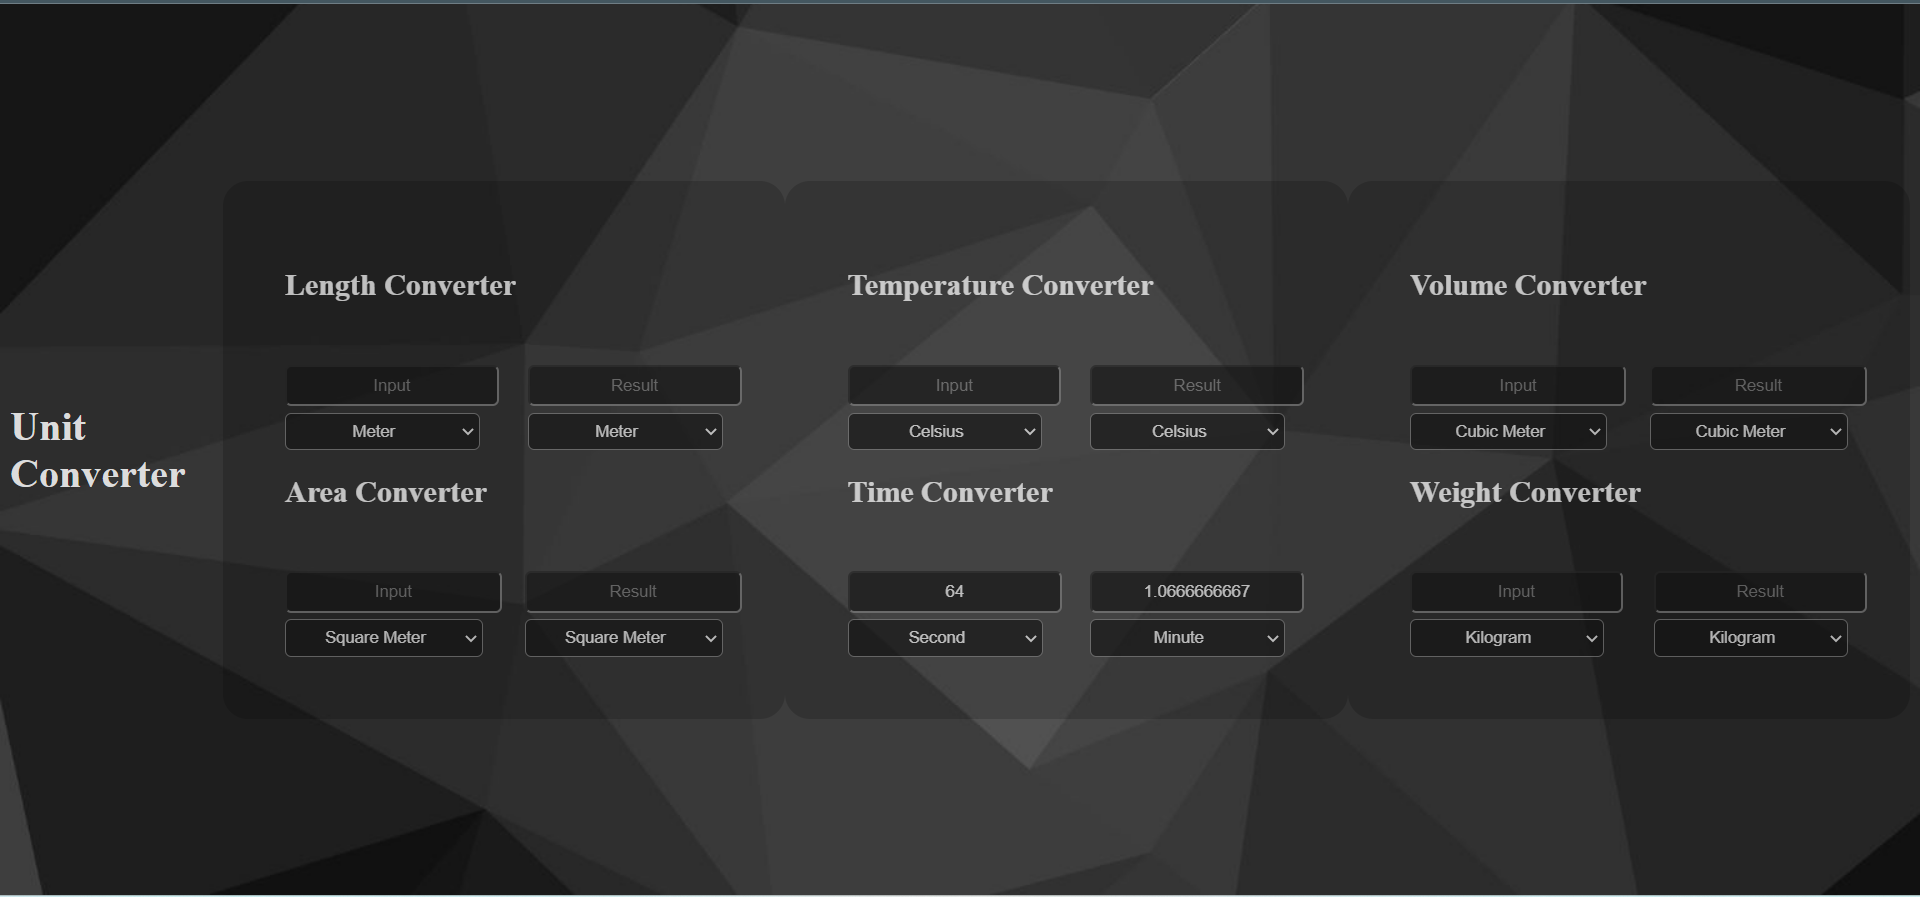 Unit
Converter
Length Converter
Input
Result
Meter
Meter
Area Converter
Input
Result
Square Meter
Square Meter
Temperature Converter
Input
Result
Celsius
Celsius
Time Converter
64
1.0666666667
Second
Minute
Volume Converter
Input
Result
Cubic Meter
Cubic Meter
Weight Converter
Input
Result
Kilogram
Kilogram